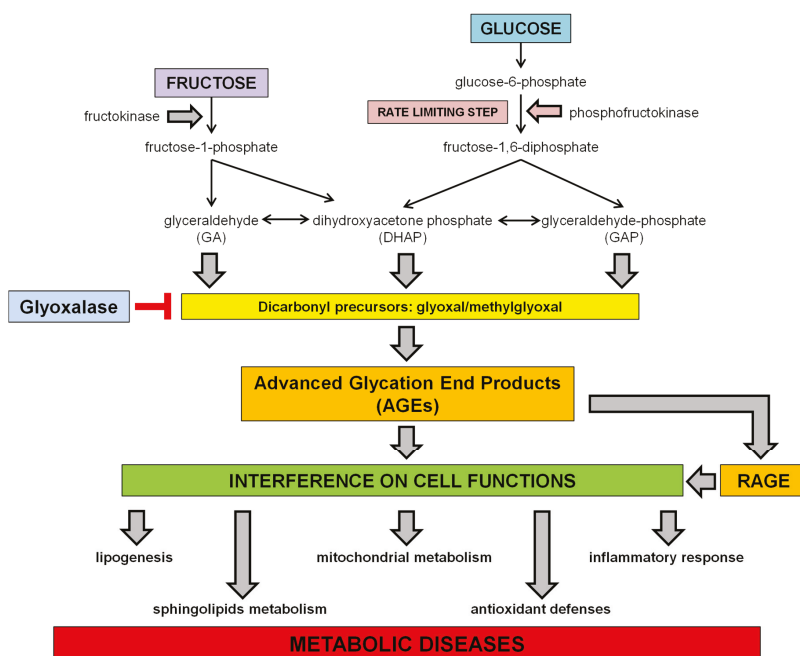 GLUCOSE
glucose-6-phosphate
FRUCTOSE
fructokinase
RATE LIMITING STEP
phosphofructokinase
fructose-1-phosphate
fructose-1,6-diphosphate
glyceraldehyde
(GA)
dihydroxyacetone phosphate
(DHAP)
glyceraldehyde-phosphate
(GAP)
Glyoxalase
Dicarbonyl precursors: glyoxal/methylglyoxal
Advanced Glycation End Products
(AGEs)
INTERFERENCE ON CELL FUNCTIONS
RAGE
lipogenesis
mitochondrial metabolism
inflammatory response
sphingolipids metabolism
antioxidant defenses
METABOLIC DISEASES